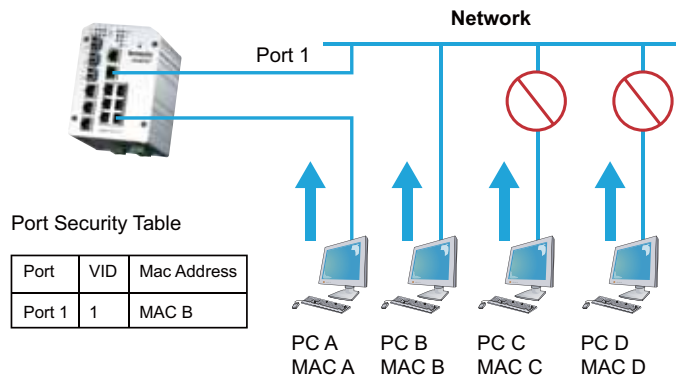 Network
Port 1
Port Security Table
Port VID Mac Address
Port 1 1 MAC B
PC A PC B PC C PC D
MAC A MAC B MAC C MAC D